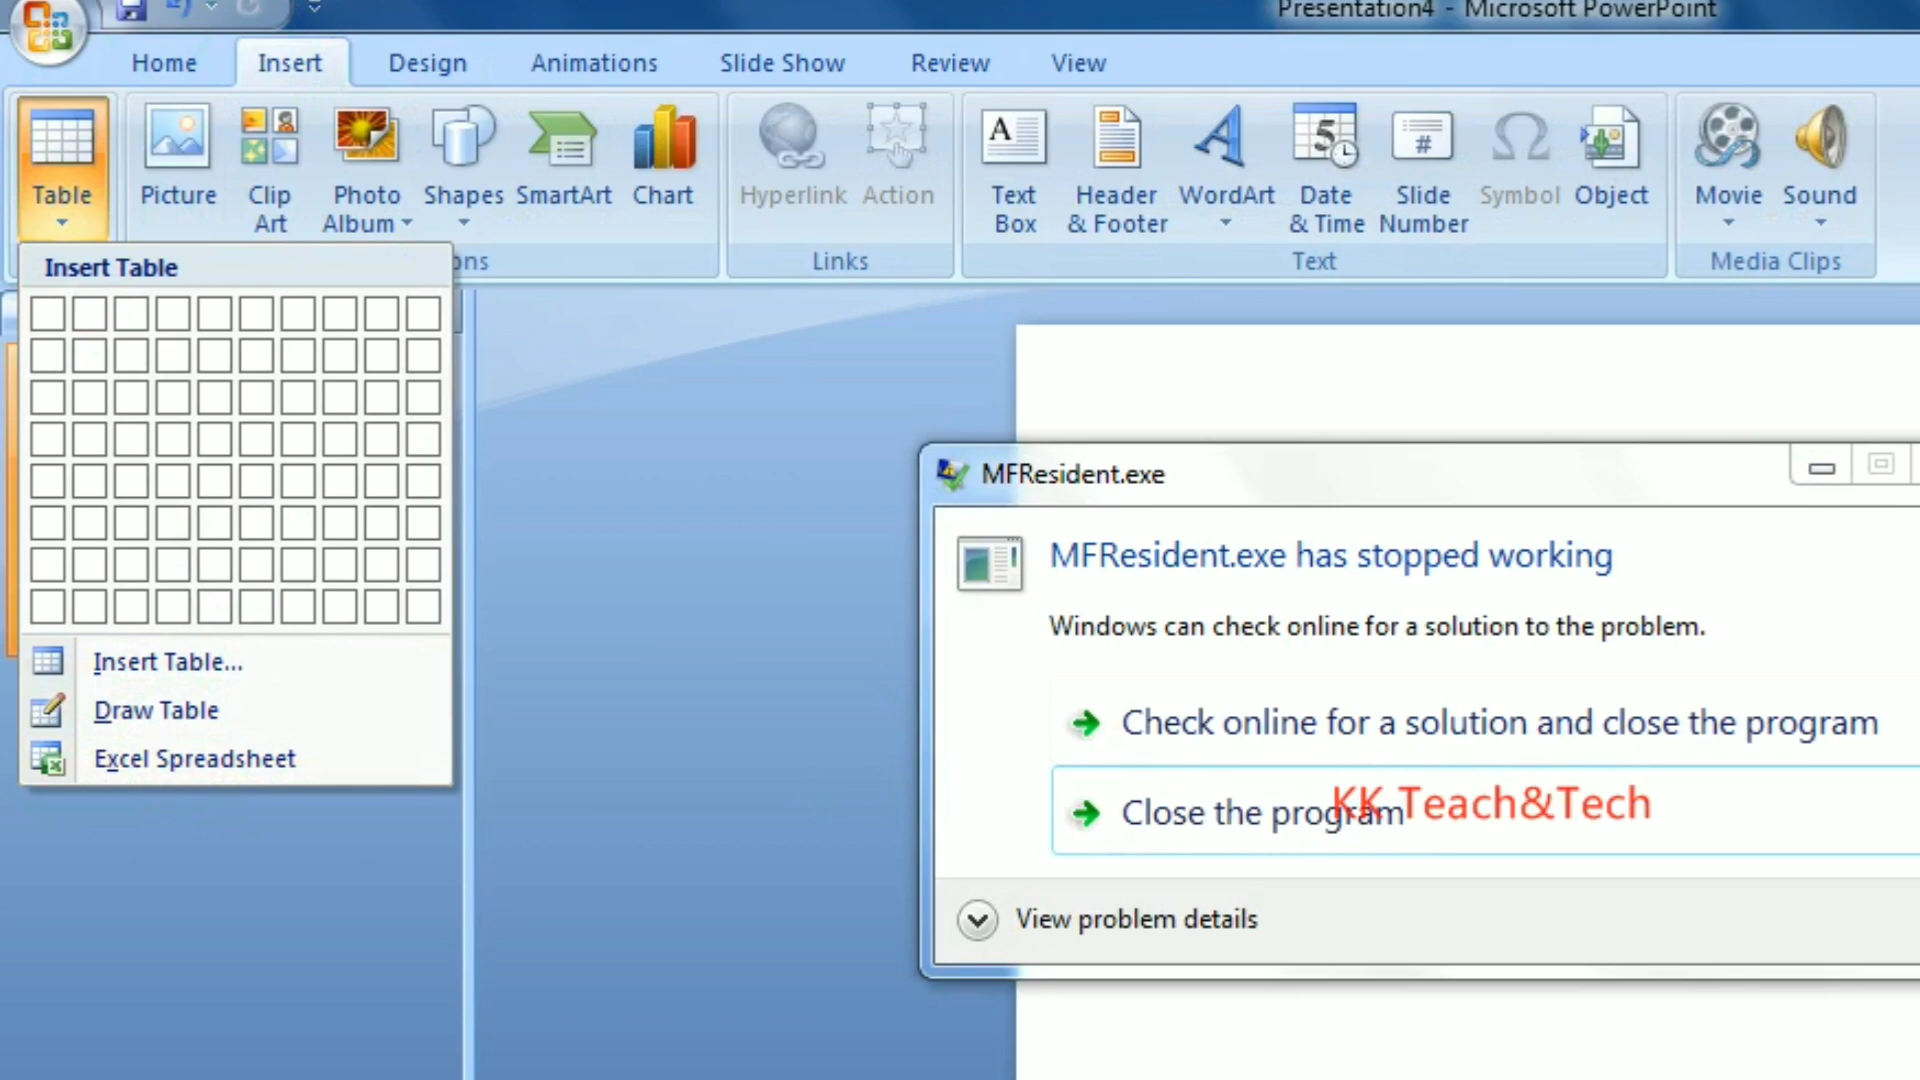 Presentation4 - Microsoft PowerPoint
Home Insert Design Animations Slide Show Review View
Table Picture Clip Art Photo Album Shapes SmartArt Chart Hyperlink Action Text Box Header & Footer WordArt Date & Time Slide Number Symbol Object Movie Sound
ons Links Text Media Clips
Insert Table
Insert Table...
Draw Table
Excel Spreadsheet
MFResident.exe
MFResident.exe has stopped working
Windows can check online for a solution to the problem.
Check online for a solution and close the program
Close the program
KK Teach&Tech
View problem details